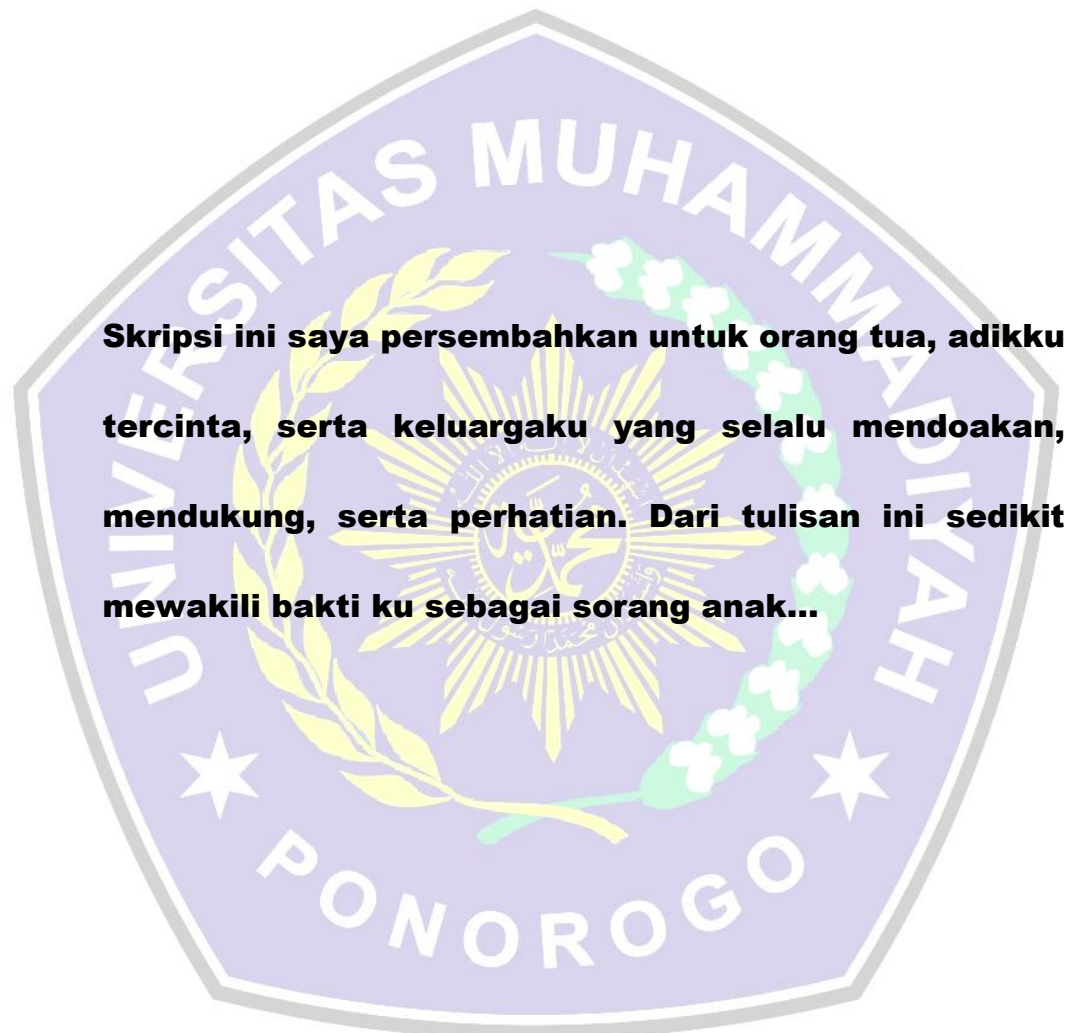 UNIVERSITAS MUHAMMADIYAH
Skripsi ini saya persembahkan untuk orang tua, adikku
tercinta, serta keluargaku yang selalu mendoakan,
mendukung, serta perhatian. Dari tulisan ini sedikit
mewakili bakti ku sebagai sorang anak...
محمد
PONOROGO